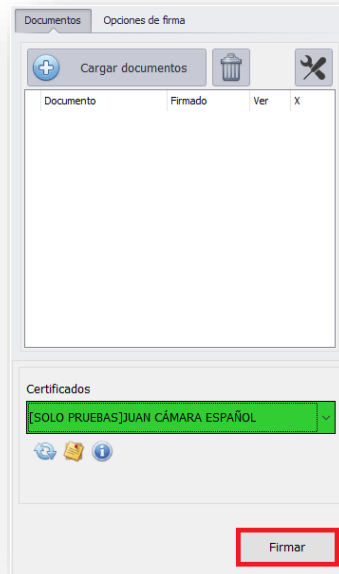 Documentos Opciones de firma
Cargar documentos
Documento Firmado Ver X
Certificados
[SOLO PRUEBAS]JUAN CÁMARA ESPAÑOL
Firmar